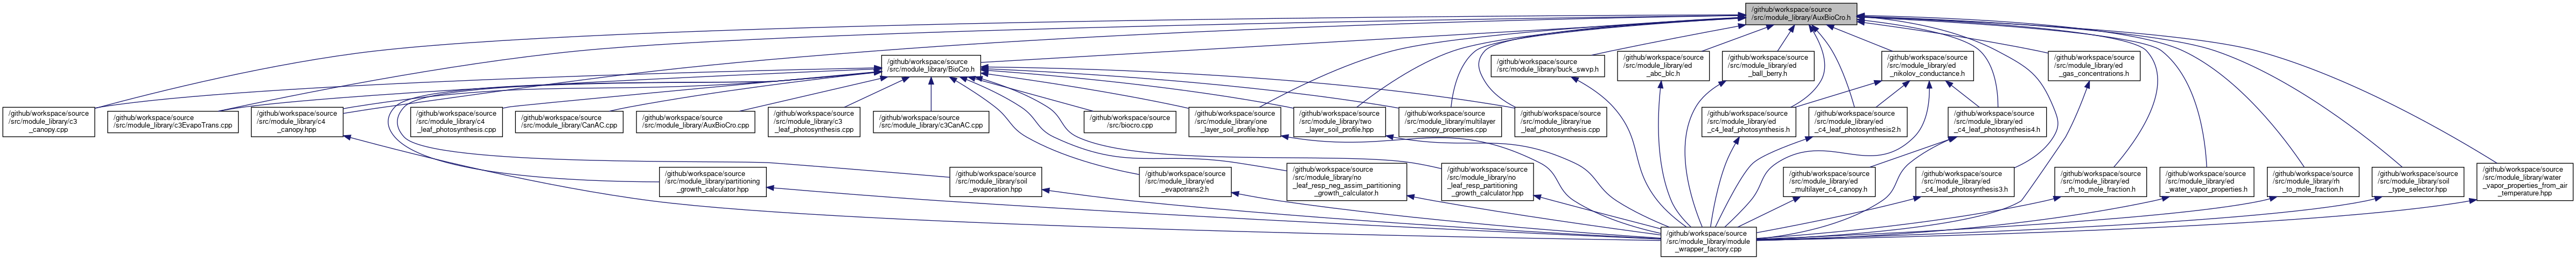 /github/workspace/source
/src/module_library/AuxBioCro.h
/github/workspace/source
/src/module_library/BioCro.h
/github/workspace/source
/src/module_library/buck_swvp.h
/github/workspace/source
/src/module_library/ed
_abc_blc.h
/github/workspace/source
/src/module_library/ed
_ball_berry.h
/github/workspace/source
/src/module_library/ed
_nikolov_conductance.h
/github/workspace/source
/src/module_library/ed
_gas_concentrations.h
/github/workspace/source
/src/module_library/c3
_canopy.cpp
/github/workspace/source
/src/module_library/c3EvapoTrans.cpp
/github/workspace/source
/src/module_library/c4
_canopy.hpp
/github/workspace/source
/src/module_library/c4
_leaf_photosynthesis.cpp
/github/workspace/source
/src/module_library/CanAC.cpp
/github/workspace/source
/src/module_library/AuxBioCro.cpp
/github/workspace/source
/src/module_library/c3
_leaf_photosynthesis.cpp
/github/workspace/source
/src/module_library/c3CanAC.cpp
/github/workspace/source
/src/module_library/biocro.cpp
/github/workspace/source
/src/module_library/one
_layer_soil_profile.hpp
/github/workspace/source
/src/module_library/two
_layer_soil_profile.hpp
/github/workspace/source
/src/module_library/multilayer
_canopy_properties.cpp
/github/workspace/source
/src/module_library/rue
_leaf_photosynthesis.cpp
/github/workspace/source
/src/module_library/ed
_c4_leaf_photosynthesis.h
/github/workspace/source
/src/module_library/ed
_c4_leaf_photosynthesis2.h
/github/workspace/source
/src/module_library/ed
_c4_leaf_photosynthesis4.h
/github/workspace/source
/src/module_library/partitioning
_growth_calculator.hpp
/github/workspace/source
/src/module_library/soil
_evaporation.hpp
/github/workspace/source
/src/module_library/ed
_evapotrans2.h
/github/workspace/source
/src/module_library/no
_leaf_resp_neg_assim_partitioning
_growth_calculator.h
/github/workspace/source
/src/module_library/no
_leaf_resp_partitioning
_growth_calculator.hpp
/github/workspace/source
/src/module_library/ed
_multilayer_c4_canopy.h
/github/workspace/source
/src/module_library/ed
_c4_leaf_photosynthesis3.h
/github/workspace/source
/src/module_library/ed
_rh_to_mole_fraction.h
/github/workspace/source
/src/module_library/ed
_water_vapor_properties.h
/github/workspace/source
/src/module_library/rh
_to_mole_fraction.h
/github/workspace/source
/src/module_library/soil
_type_selector.hpp
/github/workspace/source
/src/module_library/water
_vapor_properties_from_air
_temperature.hpp
/github/workspace/source
/src/module_library/module
_wrapper_factory.cpp